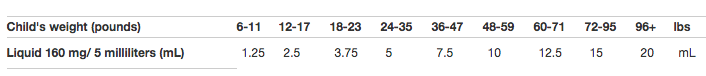 Child's weight (pounds) 6-11 12-17 18-23 24-35 36-47 48-59 60-71 72-95 96+ lbs
Liquid 160 mg/ 5 milliliters (mL) 1.25 2.5 3.75 5 7.5 10 12.5 15 20 mL